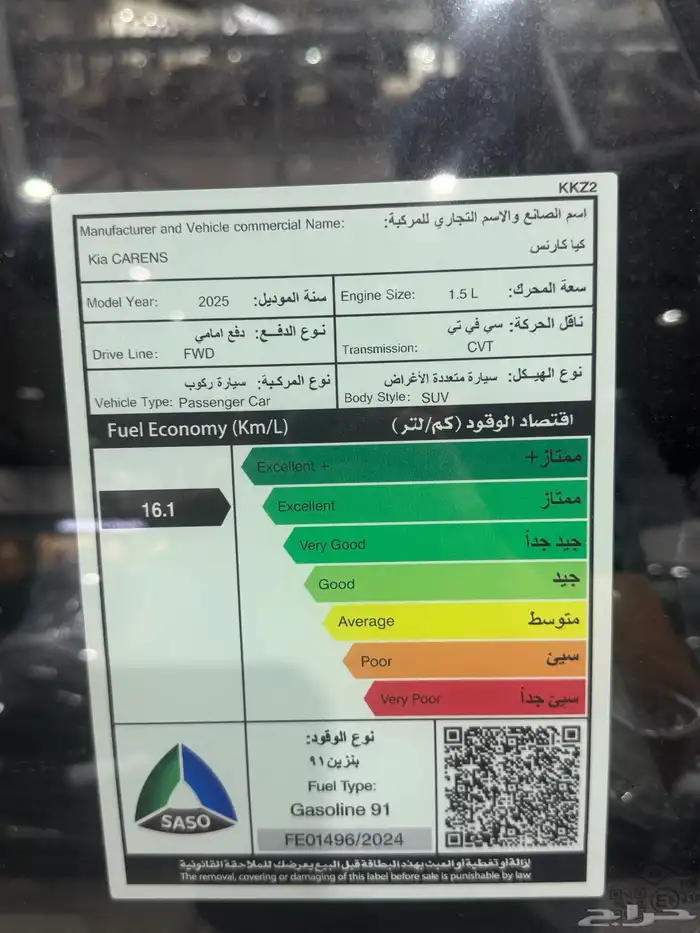 KKZ2
Manufacturer and Vehicle commercial Name: اسم الصانع والاسم التجاري للمركبة:
Kia CARENS كيا كارنس
Model Year: 2025 سنة الموديل:
Engine Size: 1.5 L سعة المحرك:
نوع الدفع: دفع امامي
Drive Line: FWD
ناقل الحركة: سي في تي
Transmission: CVT
نوع المركبة: سيارة ركوب
Vehicle Type: Passenger Car
نوع الهيكل: سيارة متعددة الأغراض
Body Style: SUV
Fuel Economy (Km/L) اقتصاد الوقود (كم/لتر)
Excellent + ممتاز+
16.1
Excellent ممتاز
Very Good جيد جداً
Good جيد
Average متوسط
Poor سيئ
Very Poor سيئ جداً
نوع الوقود:
بنزين ٩١
Fuel Type:
Gasoline 91
FE01496/2024
SASO
إزالة أو تغطية أو العبث بهذه البطاقة قبل البيع يعرضك للملاحقة القانونية
The removal, covering or damaging of this label before sale is punishable by law
حراج